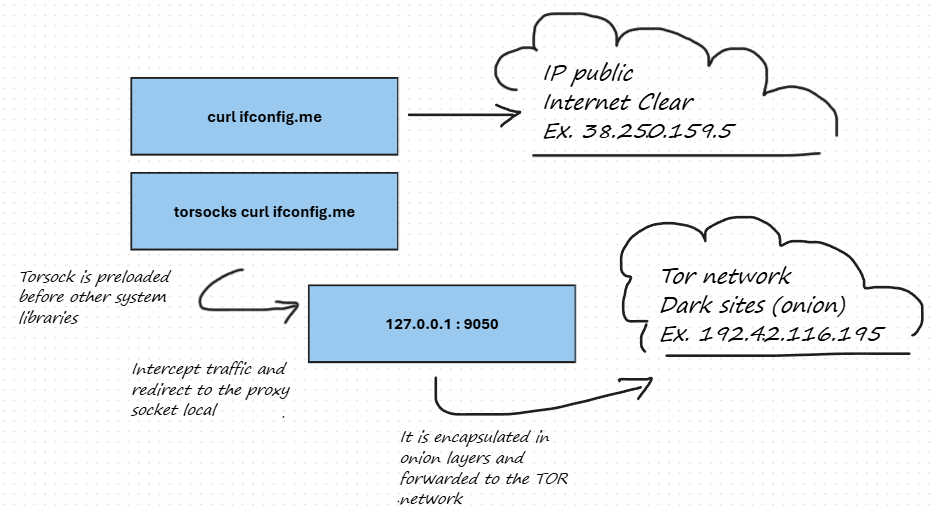 curl ifconfig.me
IP public
Internet Clear
Ex. 38.250.159.5
torsocks curl ifconfig.me
Torsock is preloaded
before other system
libraries
127.0.0.1 : 9050
Tor network
Dark sites (onion)
Ex. 192.42.116.195
Intercept traffic and
redirect to the proxy
socket local
It is encapsulated in
onion layers and
forwarded to the TOR
network